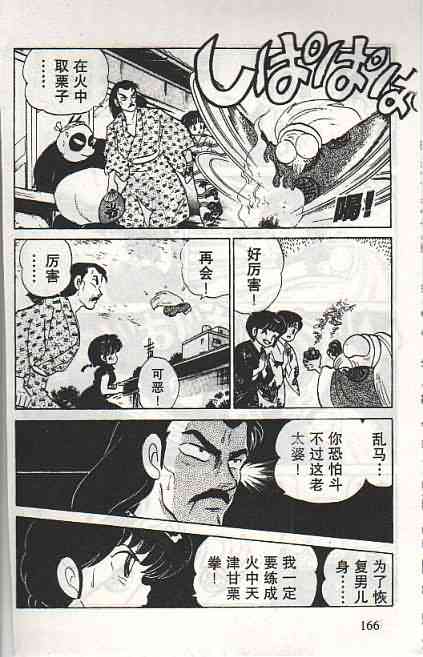 しぱぱぱ
在火中
取栗子
……
好厉害！
再会！
厉害
……
可恶！
乱马…
你恐怕斗
不过这老
太婆！
为了恢
复男儿
身……
我一定
要练成
火中天
津甘栗
拳！
166